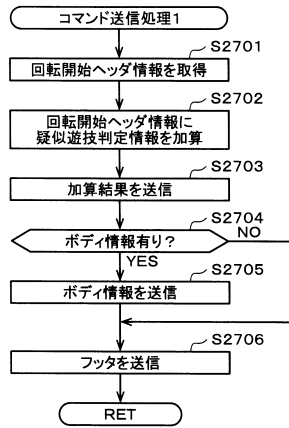 コマンド送信処理1
S2701
回転開始ヘッダ情報を取得
S2702
回転開始ヘッダ情報に
疑似遊技判定情報を加算
S2703
加算結果を送信
S2704
ボディ情報有り?
NO
YES
S2705
ボディ情報を送信
S2706
フッタを送信
RET